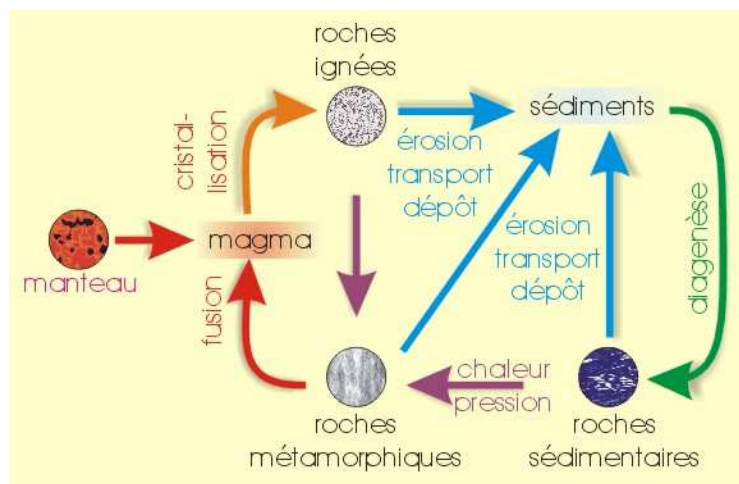 roches
ignées
sédiments
cristal-
lisation
érosion
transport
dépôt
érosion
transport
dépôt
diagenèse
magma
manteau
fusion
chaleur
pression
roches
métamorphiques
roches
sédimentaires